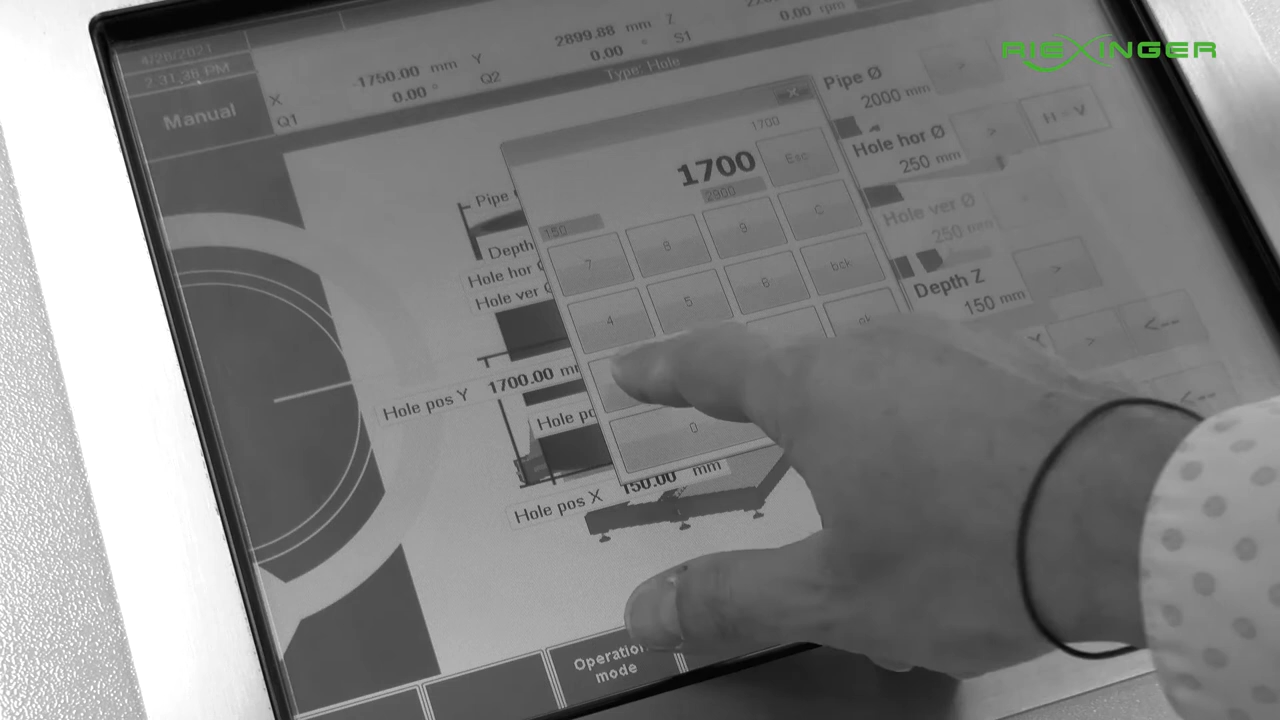 RISXINGER
4/28/2021
2:31:36 PM
Manual
X -1750.00 mm Y 2899.88 mm Z
Q1 0.00 ° Q2 0.00 ° S1 0.00 rpm
Type: Hole
Pipe Ø
2000 mm
>
Hole hor Ø
250 mm
>
H = V
Hole ver Ø
250 mm
Depth Z
150 mm
>
Y
>
<--
<--
1700
1700
150
2900
Esc
7 8 9 C
4 5 6 bck
ok
0
Pipe
Depth
Hole hor
Hole ver
Hole pos Y 1700.00
Hole pos X 150.00 mm
Operation
mode